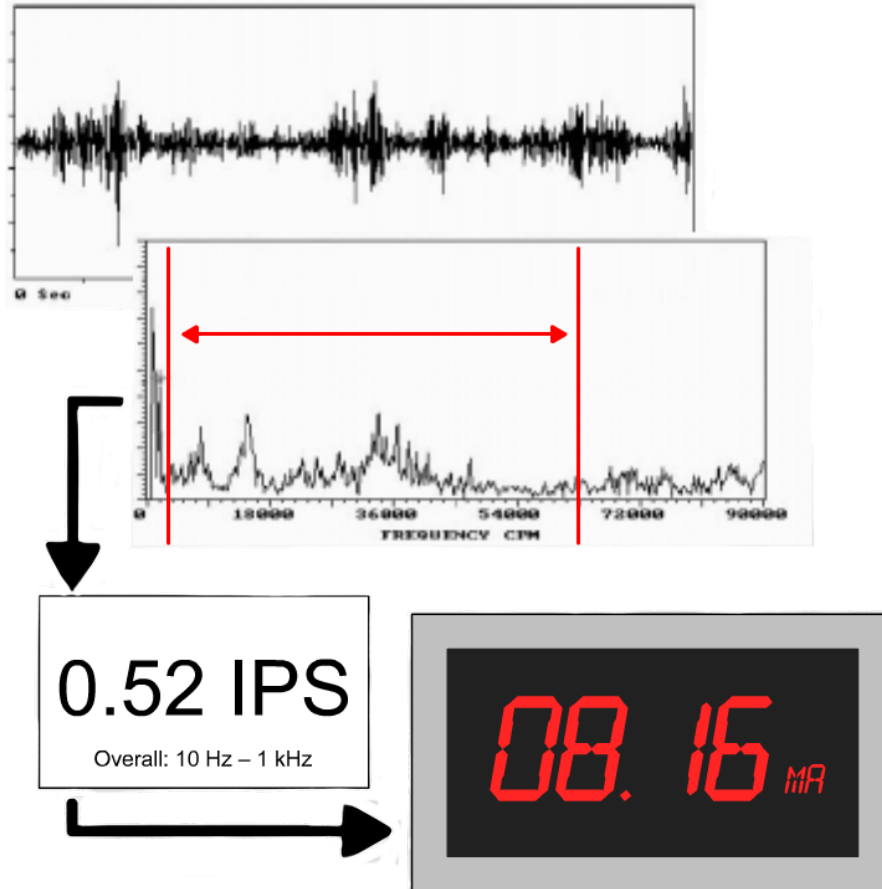 0 Sec
0 18000 36000 54000 72000 90000
FREQUENCY CPM
0.52 IPS
Overall: 10 Hz – 1 kHz
08.16 MA